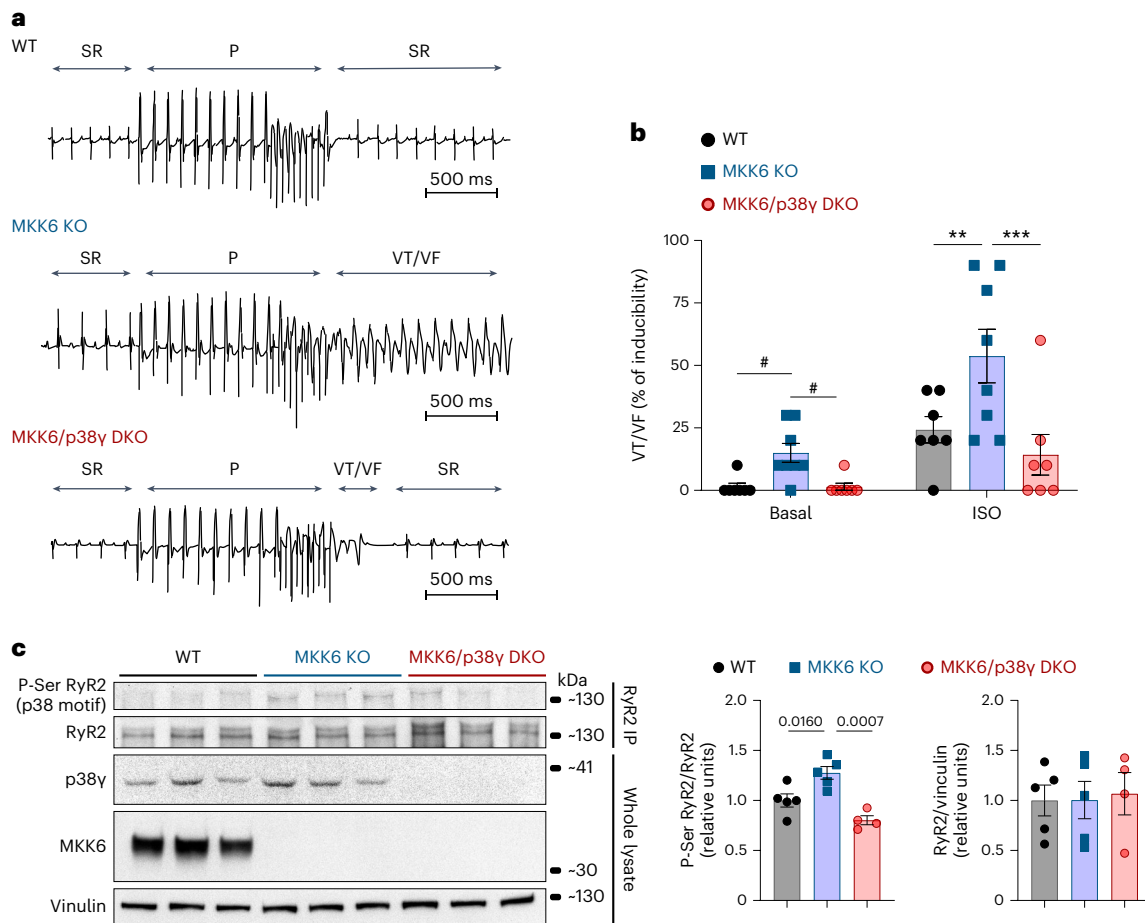 a
WT
SR P SR
500 ms
MKK6 KO
SR P VT/VF
500 ms
MKK6/p38γ DKO
SR P VT/VF SR
500 ms
b
WT
MKK6 KO
MKK6/p38γ DKO
VT/VF (% of inducibility)
100
75
50
25
0
# #
** ***
Basal ISO
c
WT MKK6 KO MKK6/p38γ DKO
kDa
P-Ser RyR2
(p38 motif)
~130
RyR2
~130
RyR2 IP
p38γ
~41
MKK6
~30
Vinulin
~130
Whole lysate
WT MKK6 KO MKK6/p38γ DKO
P-Ser RyR2/RyR2
(relative units)
2.0
1.5
1.0
0.5
0
0.0160 0.0007
RyR2/vinculin
(relative units)
2.0
1.5
1.0
0.5
0